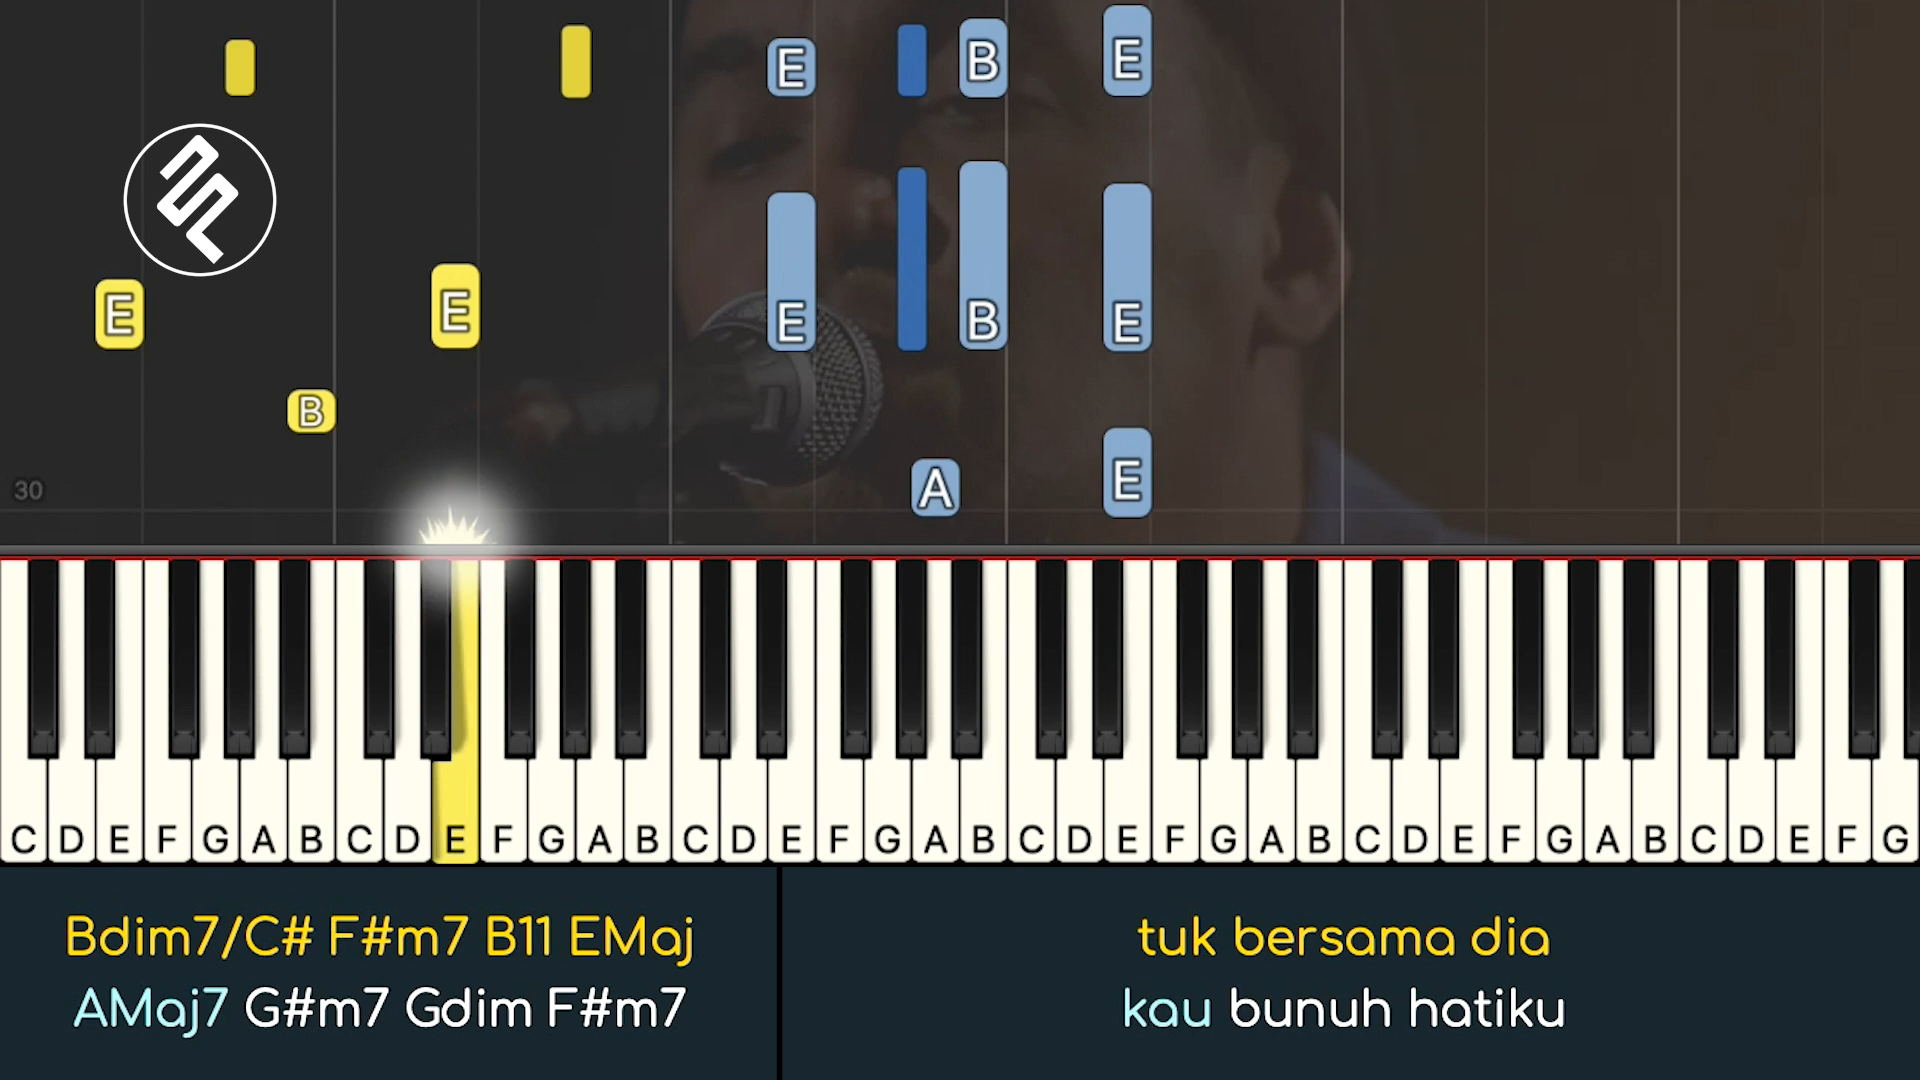 E B E
E E E B E
B
30 A E
C D E F G A B C D E F G A B C D E F G A B C D E F G A B C D E F G A B C D E F G
Bdim7/C# F#m7 B11 EMaj
AMaj7 G#m7 Gdim F#m7
tuk bersama dia
kau bunuh hatiku